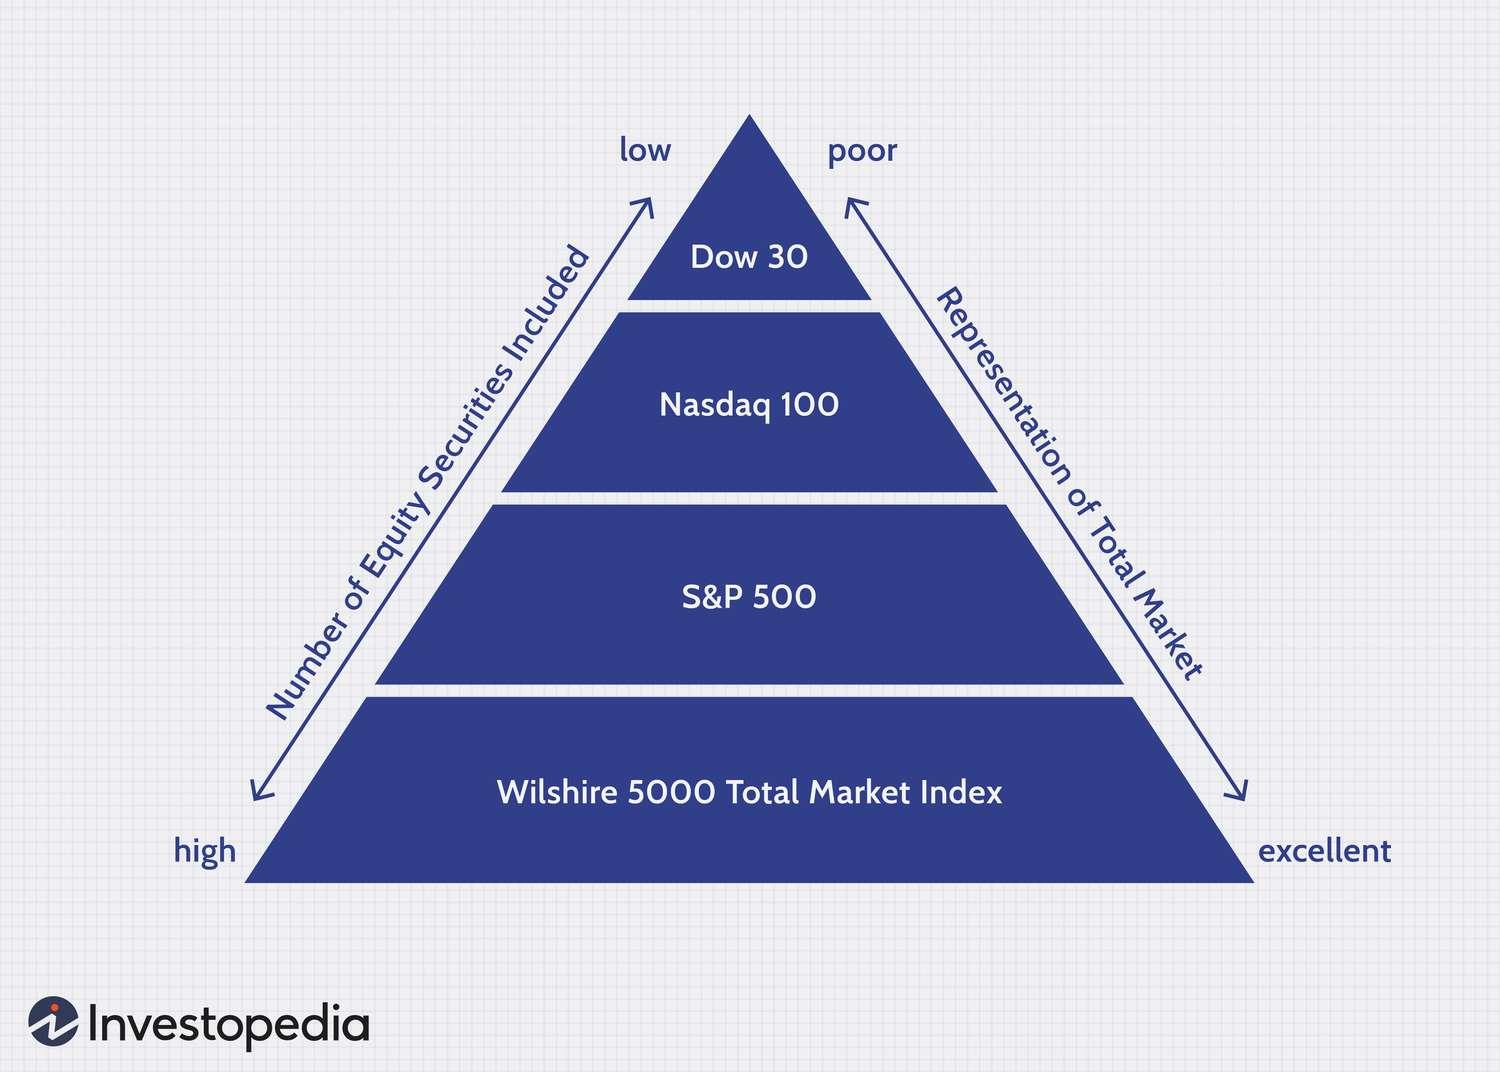 low
poor
Dow 30
Number of Equity Securities Included
Representation of Total Market
Nasdaq 100
S&P 500
Wilshire 5000 Total Market Index
high
excellent
Investopedia